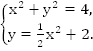 {x² + y² = 4,
y = ½x² + 2.